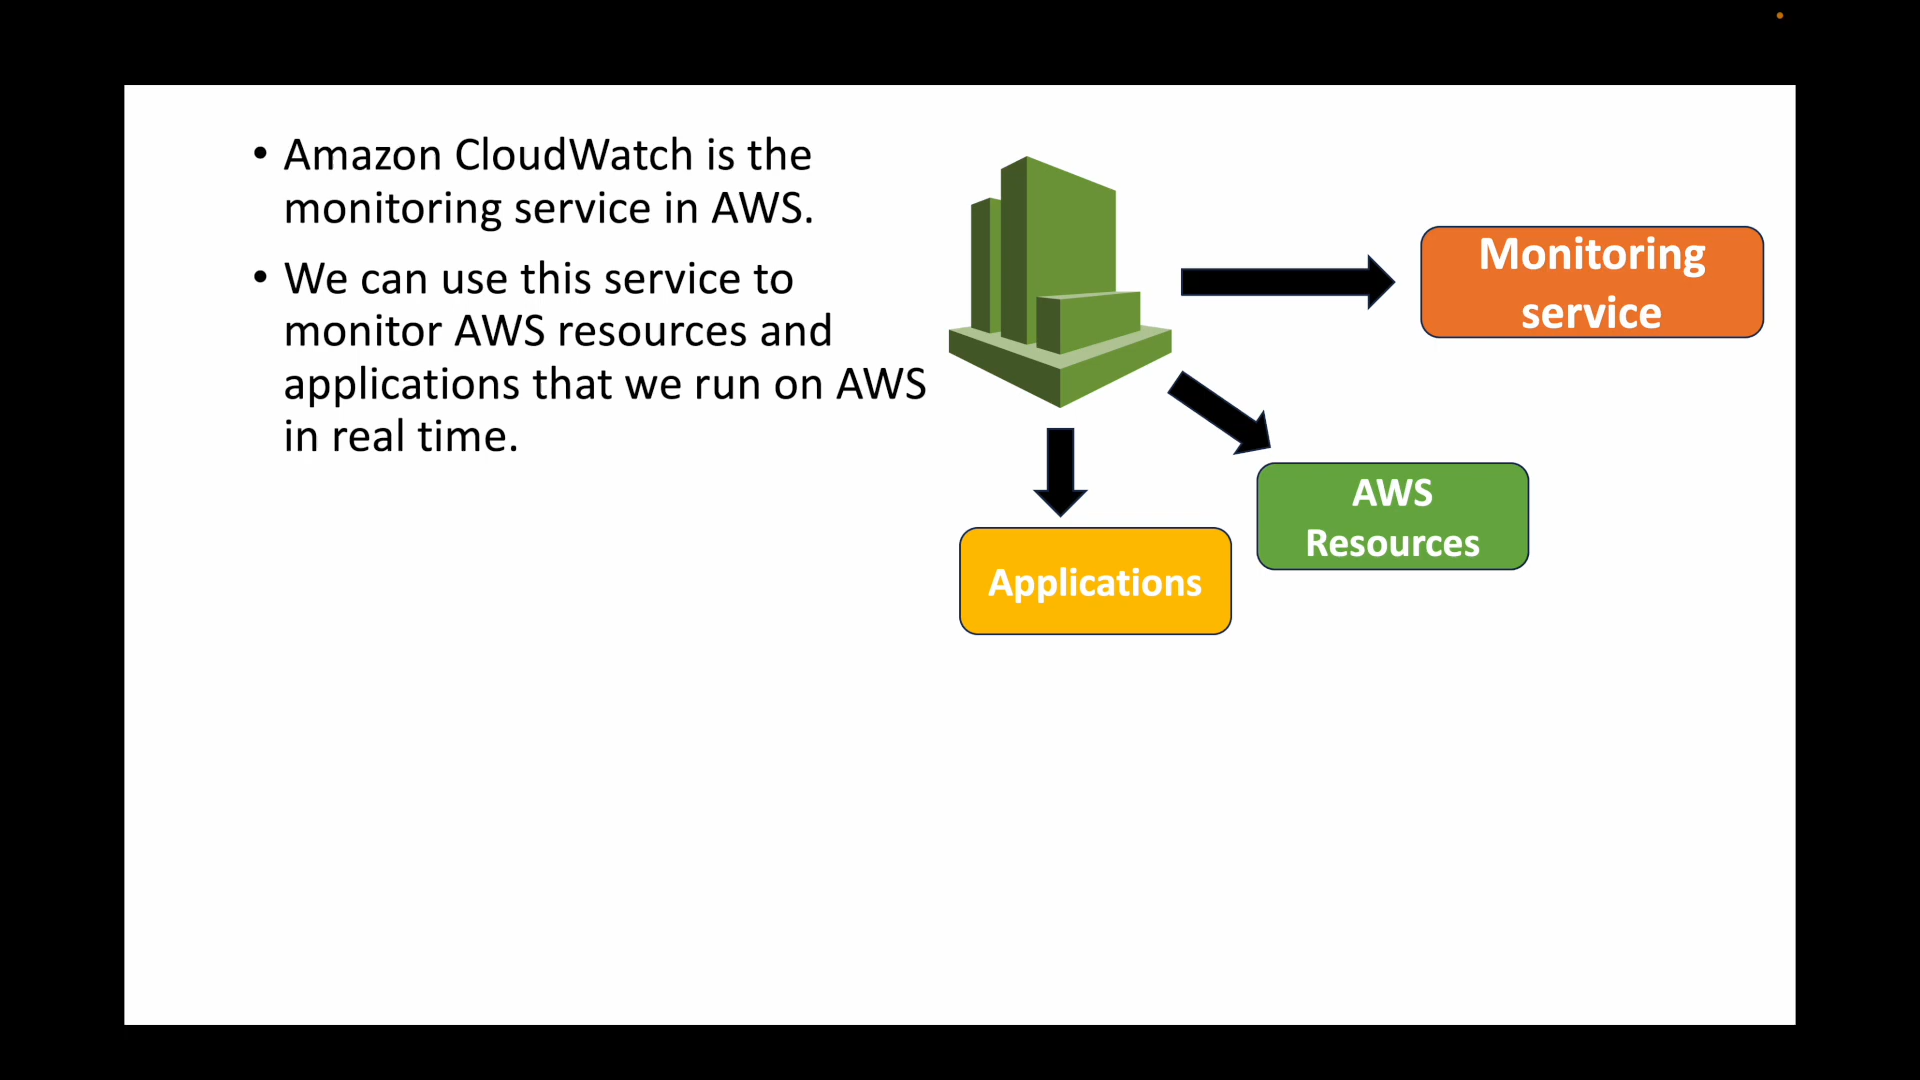 • Amazon CloudWatch is the
monitoring service in AWS.
• We can use this service to
monitor AWS resources and
applications that we run on AWS
in real time.
Monitoring
service
AWS
Resources
Applications